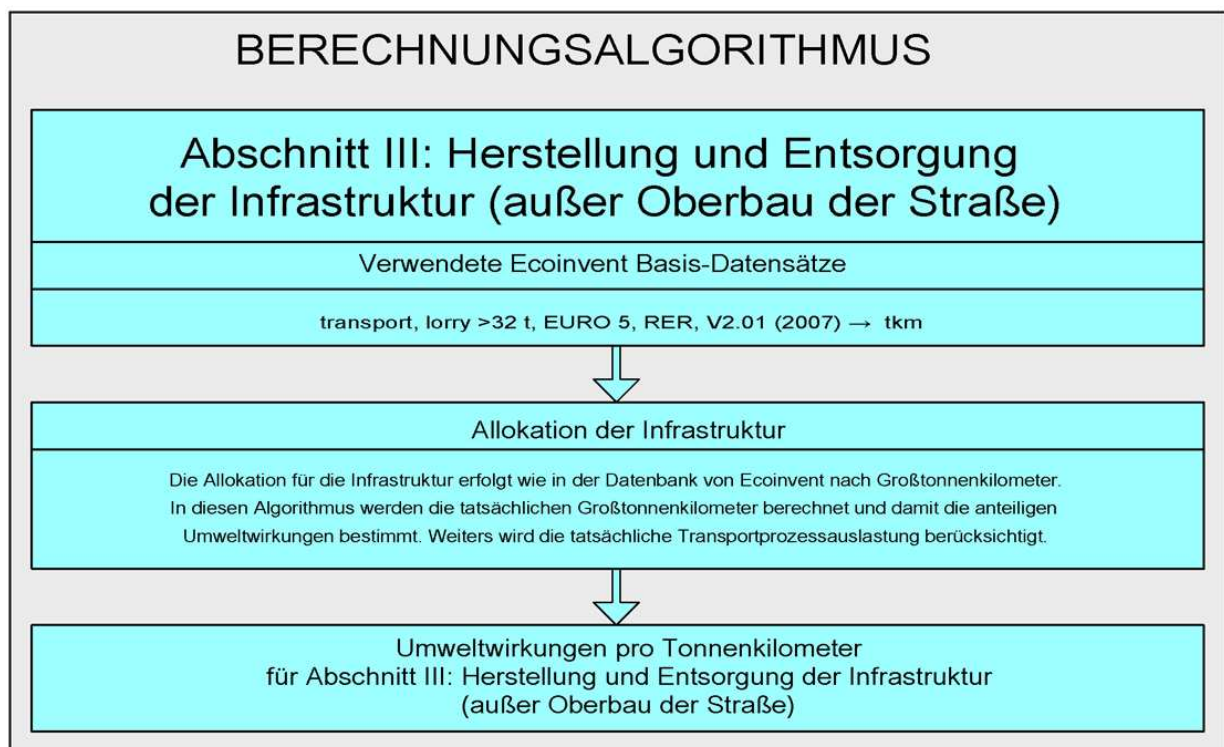 BERECHNUNGSALGORITHMUS
Abschnitt III: Herstellung und Entsorgung
der Infrastruktur (außer Oberbau der Straße)
Verwendete Ecoinvent Basis-Datensätze
transport, lorry >32 t, EURO 5, RER, V2.01 (2007) → tkm
Allokation der Infrastruktur
Die Allokation für die Infrastruktur erfolgt wie in der Datenbank von Ecoinvent nach Großtonnenkilometer.
In diesen Algorithmus werden die tatsächlichen Großtonnenkilometer berechnet und damit die anteiligen
Umweltwirkungen bestimmt. Weiters wird die tatsächliche Transportprozessauslastung berücksichtigt.
Umweltwirkungen pro Tonnenkilometer
für Abschnitt III: Herstellung und Entsorgung der Infrastruktur
(außer Oberbau der Straße)